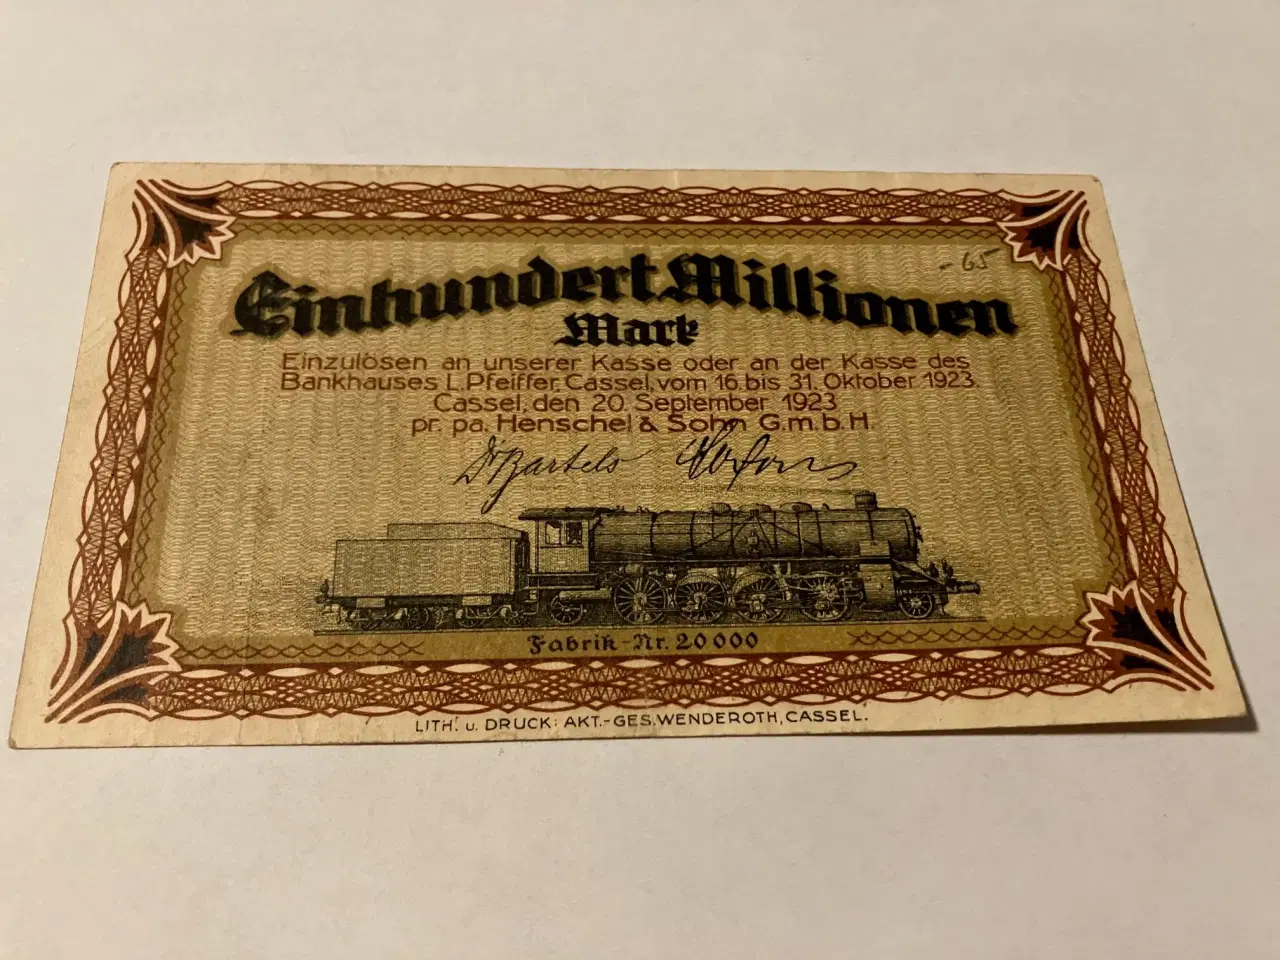 - 65
Einhundert Millionen
Mark
Einzulösen an unserer Kasse oder an der Kasse des
Bankhauses L. Pfeiffer, Cassel, vom 16. bis 31. Oktober 1923.
Cassel, den 20. September 1923
pr. pa. Henschel & Sohn G.m.b.H.
Dr Bartels
Fabrik-Nr. 20000
LITH. u. DRUCK: AKT.-GES. WENDEROTH, CASSEL.